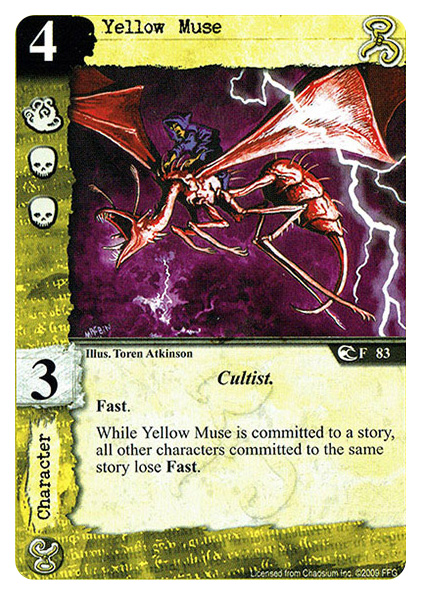 4
Yellow Muse
MAFBIN
Illus. Toren Atkinson
F 83
3
Cultist.
Fast.
While Yellow Muse is committed to a story,
all other characters committed to the same
story lose Fast.
Character
Licensed from Chaosium Inc. ©2009 FFG